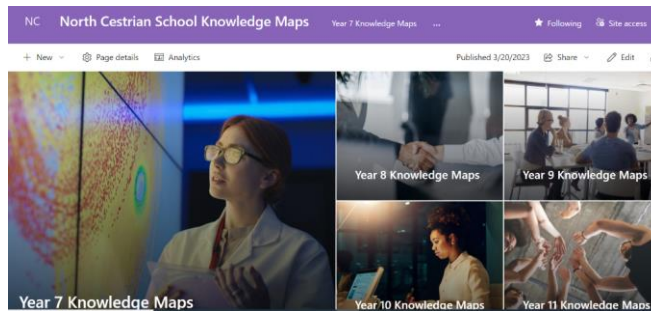 NC North Cestrian School Knowledge Maps Year 7 Knowledge Maps ... Following Site access
+ New Page details Analytics Published 3/20/2023 Share Edit
Year 8 Knowledge Maps
Year 9 Knowledge Maps
Year 7 Knowledge Maps
Year 10 Knowledge Maps
Year 11 Knowledge Maps